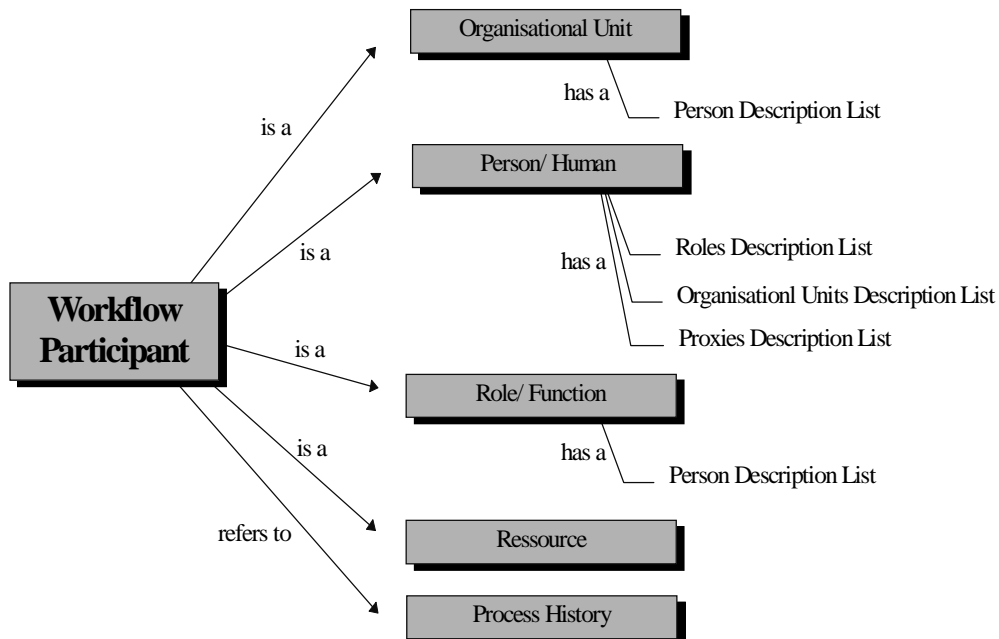 Organisational Unit
has a
Person Description List
is a
Person/ Human
is a
has a
Roles Description List
Organisationl Units Description List
Proxies Description List
Workflow
Participant
is a
Role/ Function
is a
has a
Person Description List
refers to
Ressource
Process History